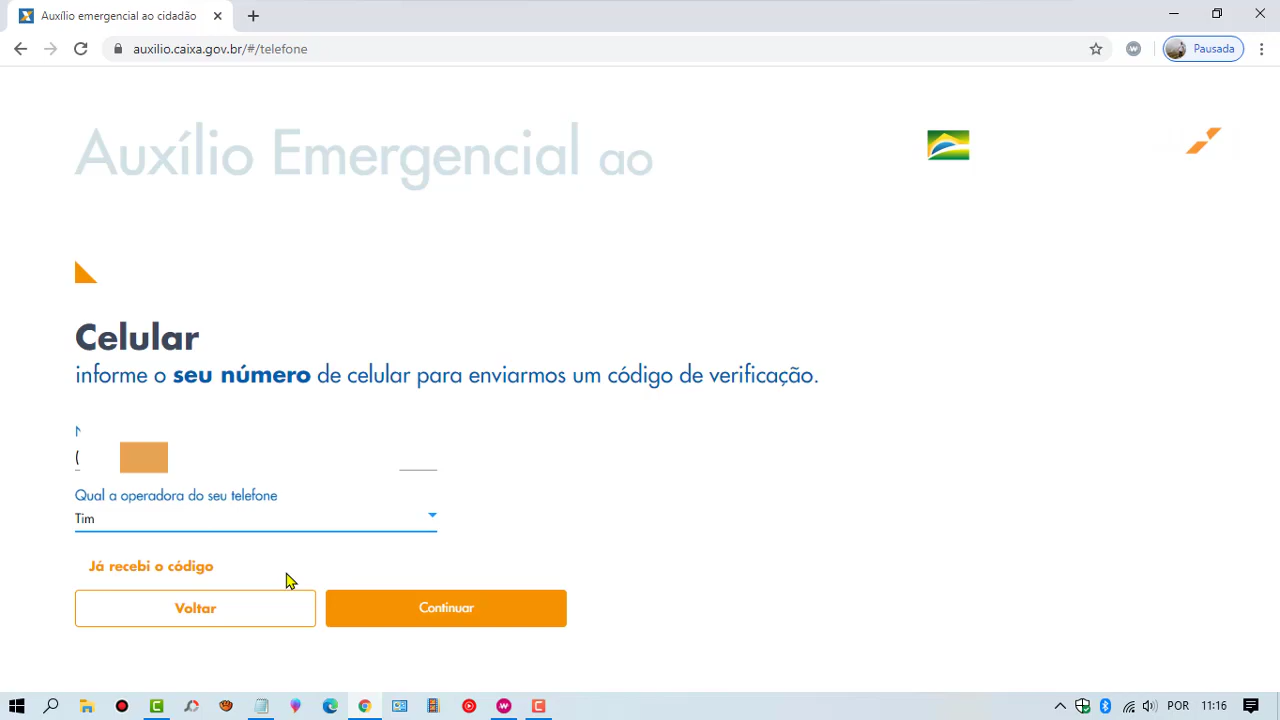 Auxílio emergencial ao cidadão
auxilio.caixa.gov.br/#/telefone
Pausada
Auxílio Emergencial ao
Celular
informe o seu número de celular para enviarmos um código de verificação.
N
(
Qual a operadora do seu telefone
Tim
Já recebi o código
Voltar
Continuar
POR
11:16